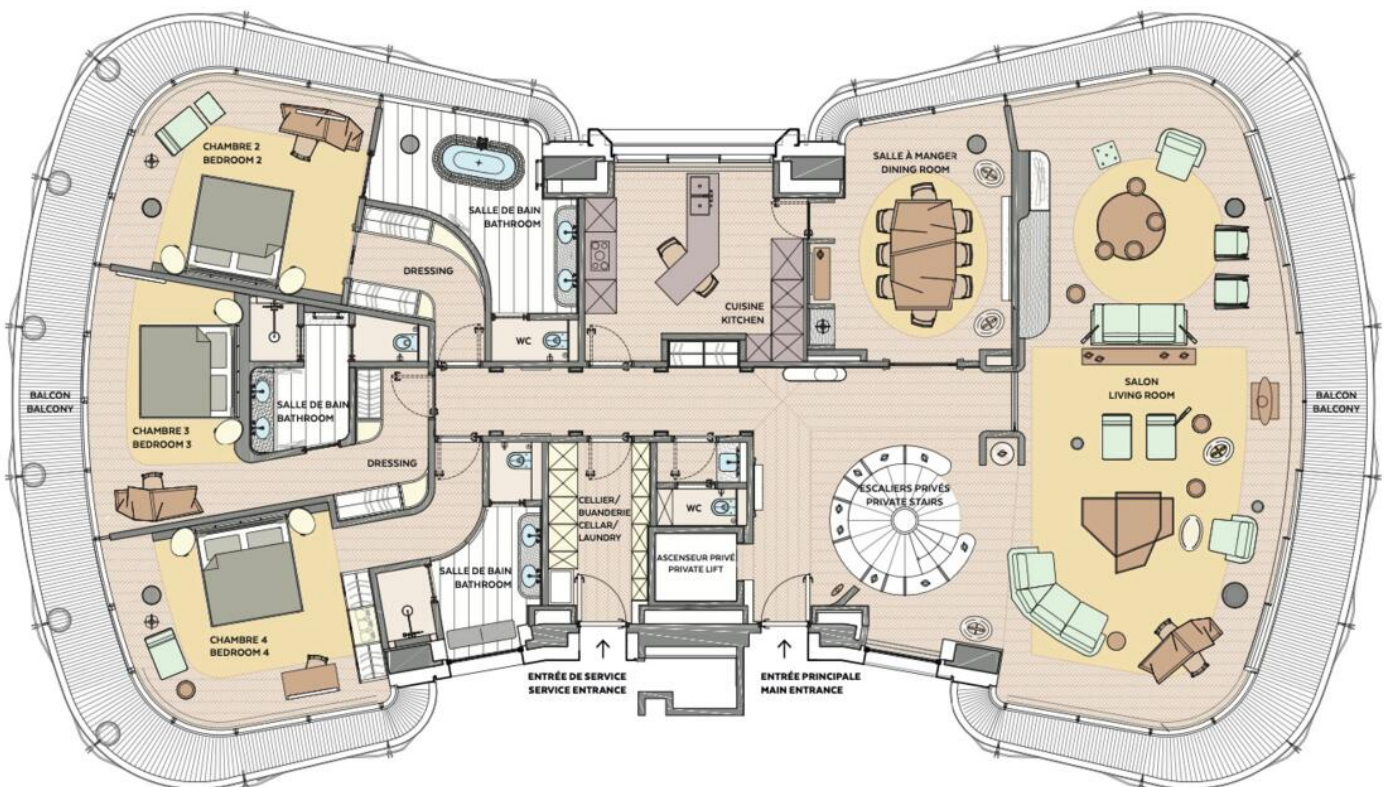 CHAMBRE 2
BEDROOM 2
SALLE DE BAIN
BATHROOM
DRESSING
WC
CUISINE
KITCHEN
SALLE À MANGER
DINING ROOM
SALON
LIVING ROOM
BALCON
BALCONY
BALCON
BALCONY
CHAMBRE 3
BEDROOM 3
SALLE DE BAIN
BATHROOM
DRESSING
CELLIER/
BUANDERIE
CELLAR/
LAUNDRY
WC
ASCENSEUR PRIVÉ
PRIVATE LIFT
ESCALIERS PRIVÉS
PRIVATE STAIRS
SALLE DE BAIN
BATHROOM
CHAMBRE 4
BEDROOM 4
ENTRÉE DE SERVICE
SERVICE ENTRANCE
ENTRÉE PRINCIPALE
MAIN ENTRANCE